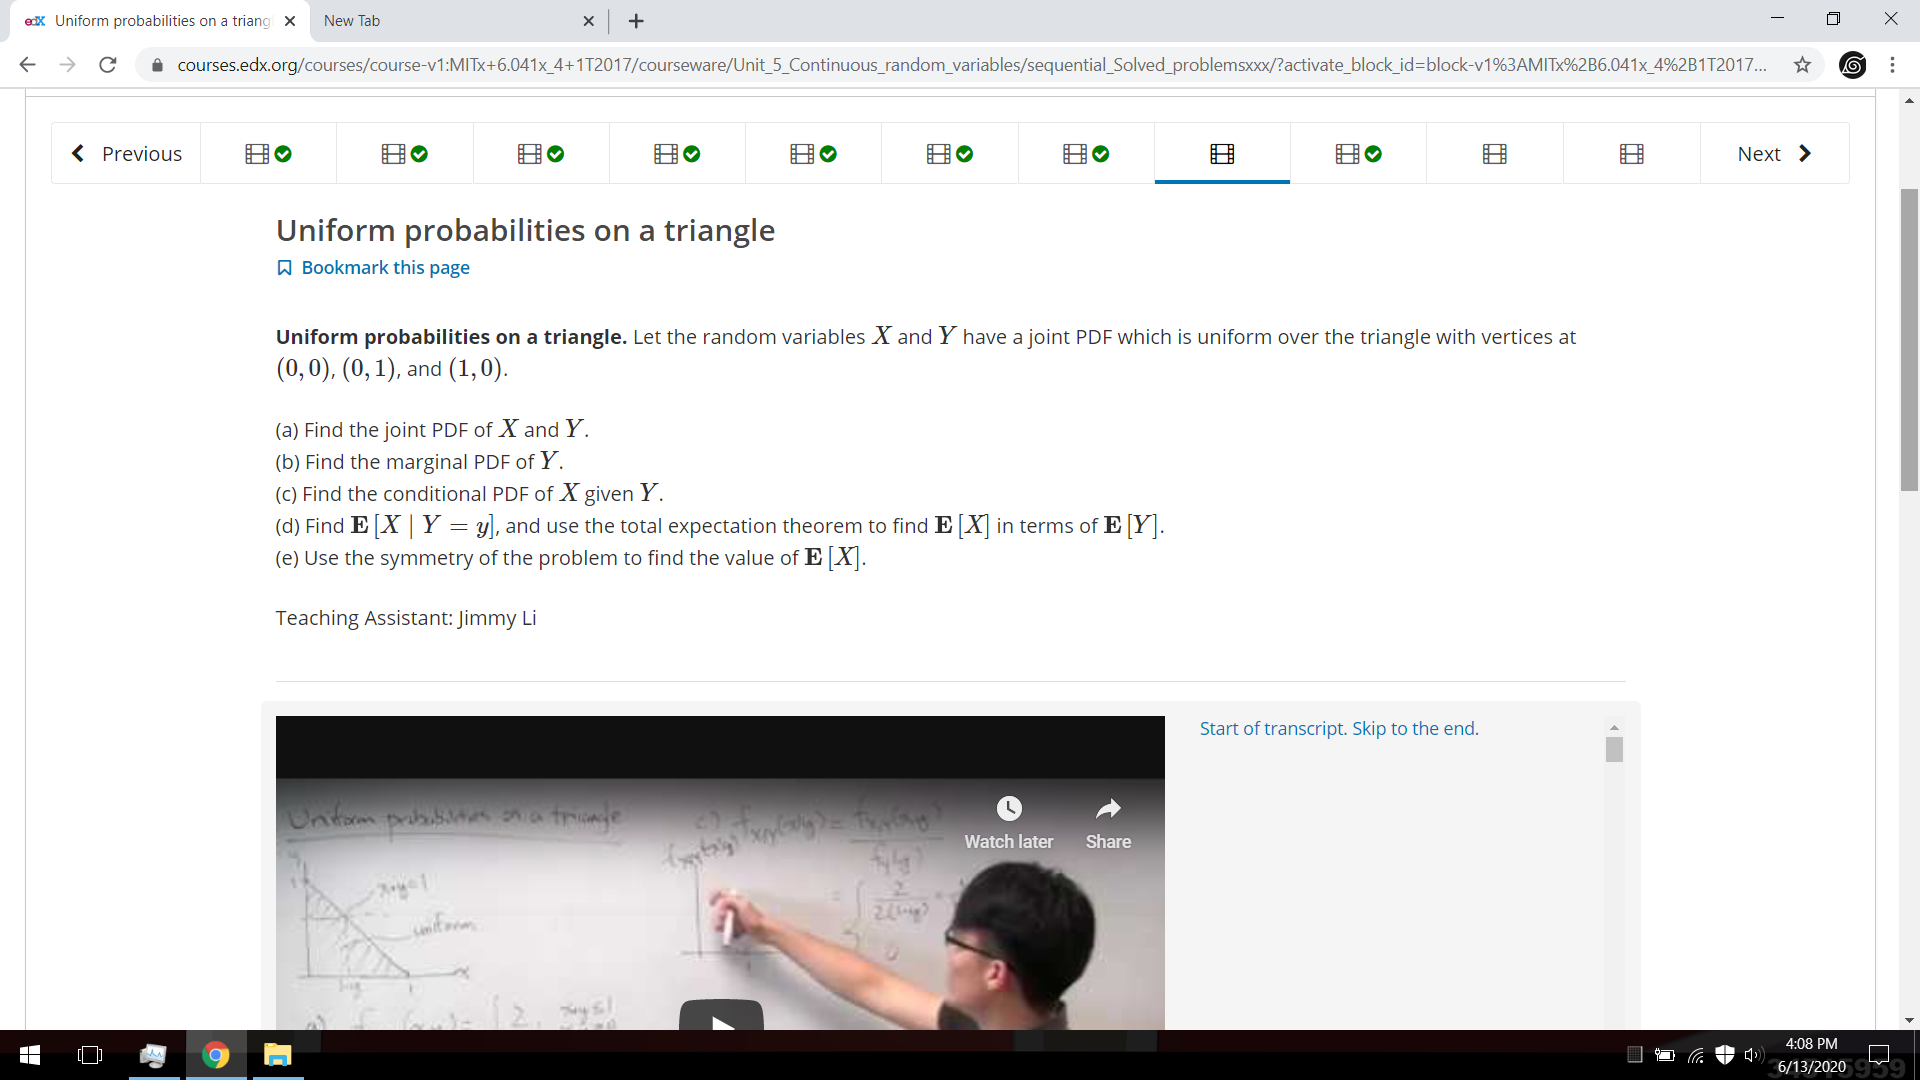 edX Uniform probabilities on a triang
New Tab
courses.edx.org/courses/course-v1:MITx+6.041x_4+1T2017/courseware/Unit_5_Continuous_random_variables/sequential_Solved_problemsxxx/?activate_block_id=block-v1%3AMITx%2B6.041x_4%2B1T2017...
Previous
Next
Uniform probabilities on a triangle
Bookmark this page
Uniform probabilities on a triangle. Let the random variables X and Y have a joint PDF which is uniform over the triangle with vertices at
(0, 0), (0, 1), and (1, 0).
(a) Find the joint PDF of X and Y.
(b) Find the marginal PDF of Y.
(c) Find the conditional PDF of X given Y.
(d) Find E [X | Y = y], and use the total expectation theorem to find E [X] in terms of E [Y].
(e) Use the symmetry of the problem to find the value of E [X].
Teaching Assistant: Jimmy Li
Start of transcript. Skip to the end.
Watch later
Share
Uniform probabilities on a triangle
c)
x+y=1
uniform
4:08 PM
6/13/2020